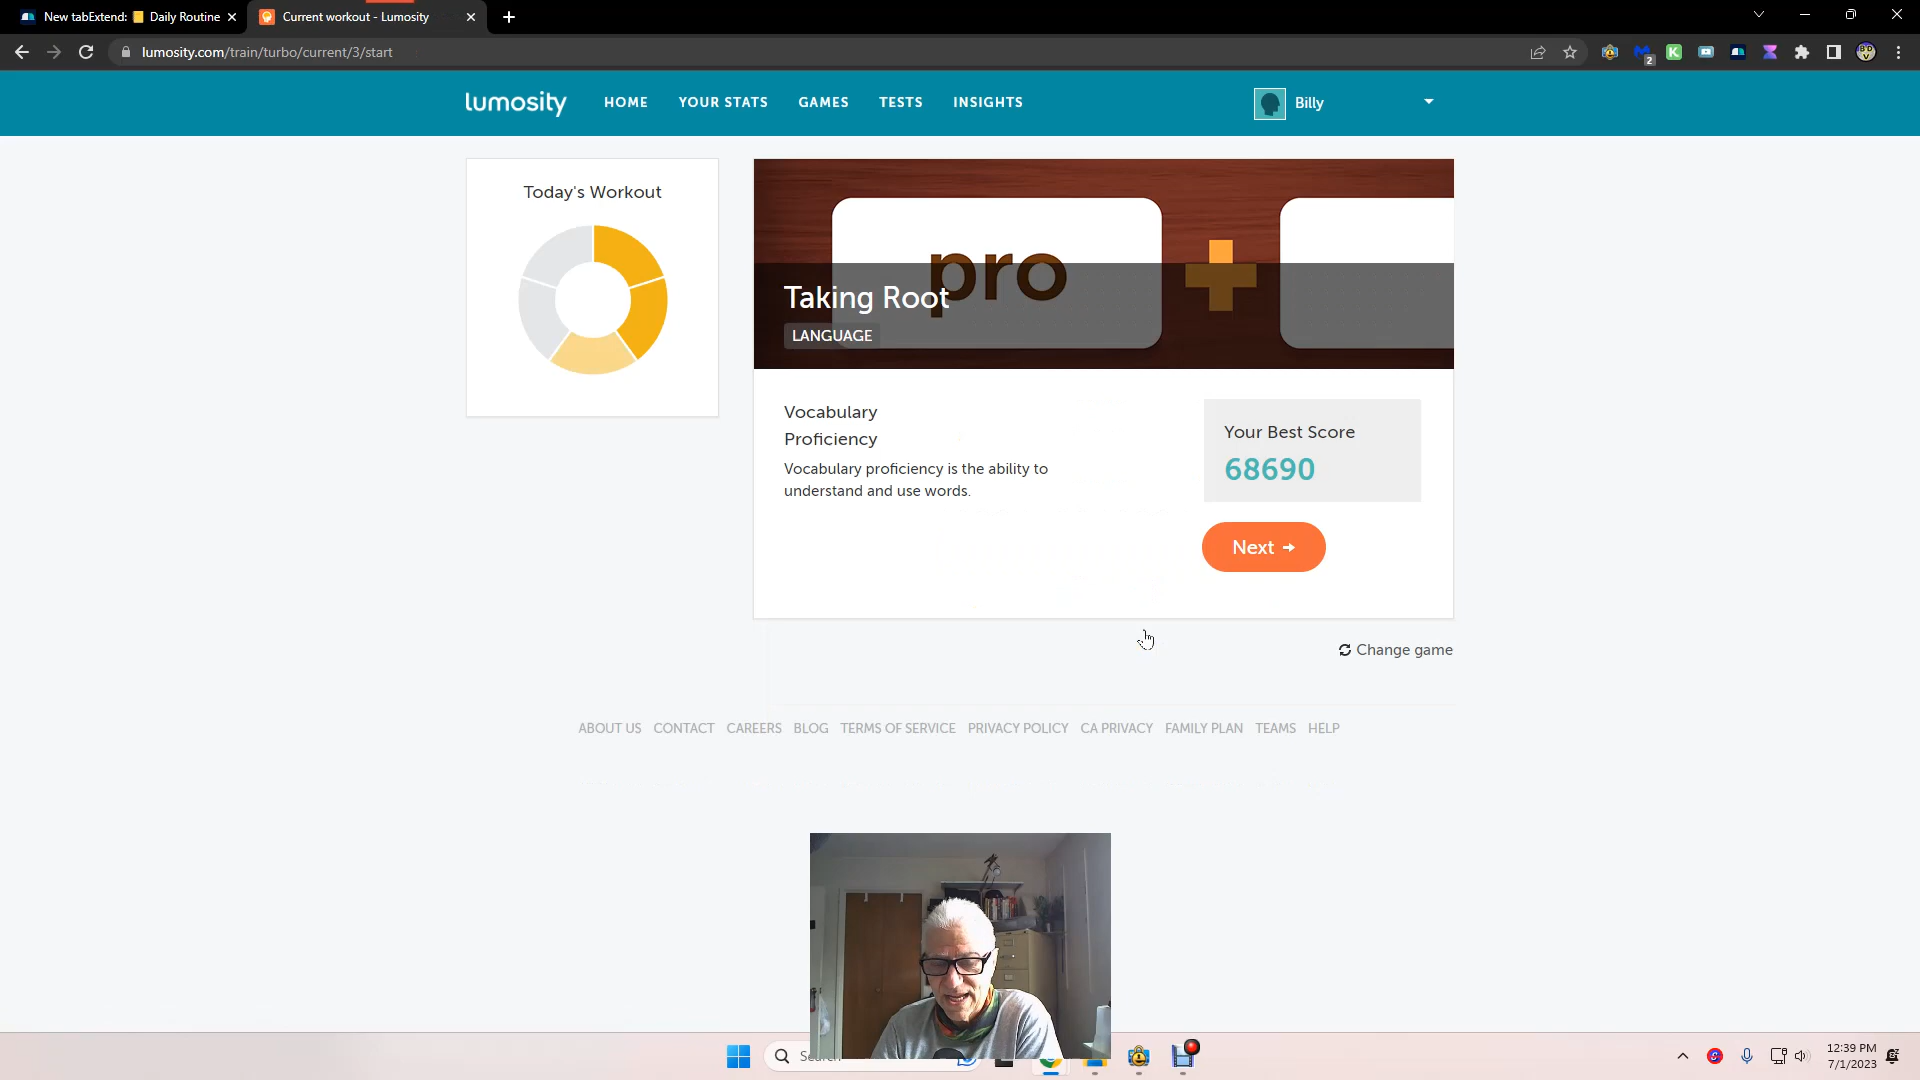 New tabExtend: Daily Routine
Current workout - Lumosity
lumosity.com/train/turbo/current/3/start
2
lumosity
HOME
YOUR STATS
GAMES
TESTS
INSIGHTS
Billy
Today's Workout
pro
Taking Root
LANGUAGE
Vocabulary
Proficiency
Vocabulary proficiency is the ability to
understand and use words.
Your Best Score
68690
Next
Change game
ABOUT US CONTACT CAREERS BLOG TERMS OF SERVICE PRIVACY POLICY CA PRIVACY FAMILY PLAN TEAMS HELP
12:39 PM
7/1/2023